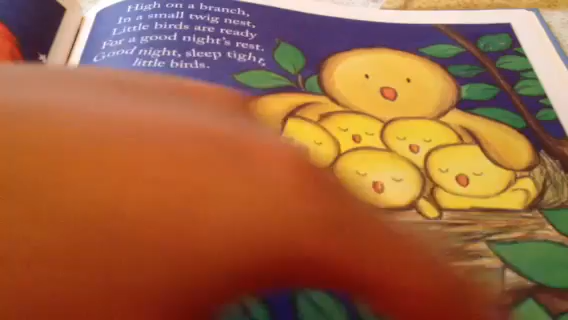 High on a branch,
In a small twig nest,
Little birds are ready
For a good night's rest.
Good night, sleep tight,
little birds.